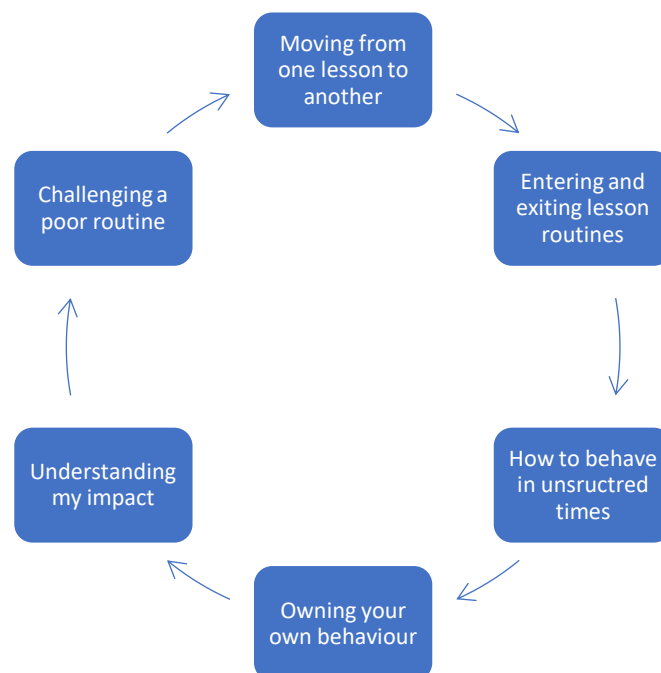 Moving from
one lesson to
another
Entering and
exiting lesson
routines
How to behave
in unsructred
times
Owning your
own behaviour
Understanding
my impact
Challenging a
poor routine